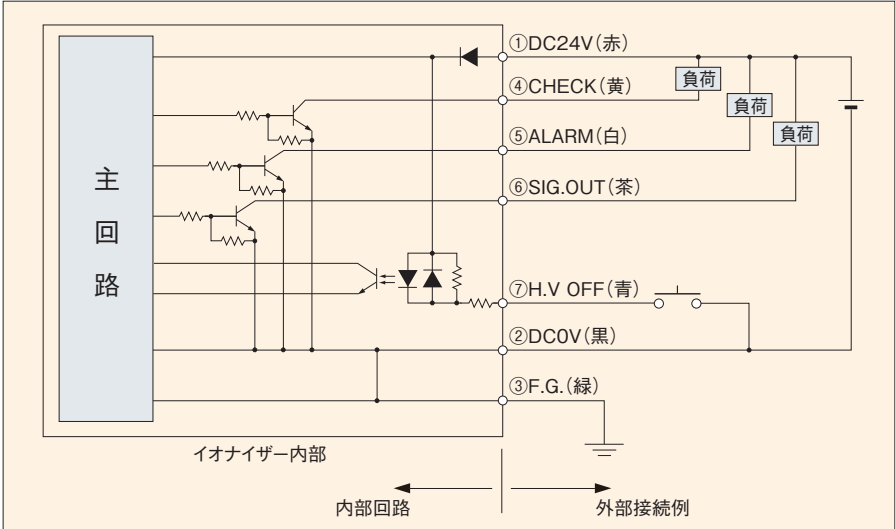 ①DC24V(赤)
④CHECK(黄)
負荷
⑤ALARM(白)
負荷
負荷
⑥SIG.OUT(茶)
主回路
⑦H.V OFF(青)
②DC0V(黒)
③F.G.(緑)
イオナイザー内部
内部回路
外部接続例